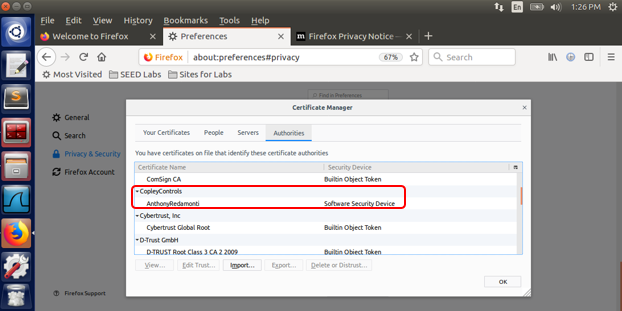 En
1:26 PM
File Edit View History Bookmarks Tools Help
Welcome to Firefox
Preferences
Firefox Privacy Notice —
Firefox
about:preferences#privacy
67%
Search
Most Visited
SEED Labs
Sites for Labs
Find in Preferences
General
Search
Privacy & Security
Firefox Account
Firefox Support
Certificate Manager
Your Certificates People Servers Authorities
You have certificates on file that identify these certificate authorities
Certificate Name Security Device
ComSign CA Builtin Object Token
CopleyControls
AnthonyRedamonti Software Security Device
Cybertrust, Inc
Cybertrust Global Root Builtin Object Token
D-Trust GmbH
D-TRUST Root Class 3 CA 2 2009 Builtin Object Token
View... Edit Trust... Import... Export... Delete or Distrust...
OK